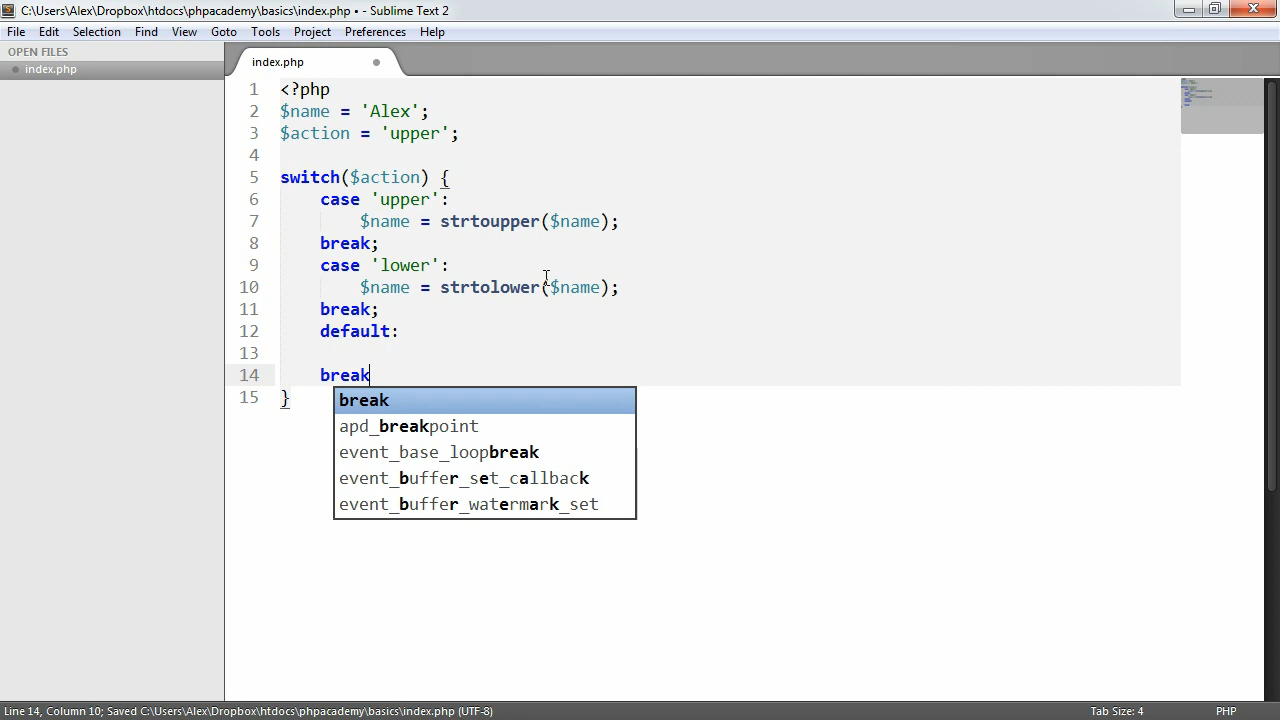 C:\Users\Alex\Dropbox\htdocs\phpacademy\basics\index.php • - Sublime Text 2
File Edit Selection Find View Goto Tools Project Preferences Help
OPEN FILES
index.php
index.php
1 <?php
2 $name = 'Alex';
3 $action = 'upper';
4
5 switch($action) {
6 case 'upper':
7 $name = strtoupper($name);
8 break;
9 case 'lower':
10 $name = strtolower($name);
11 break;
12 default:
13
14 break
15 }
break
apd_breakpoint
event_base_loopbreak
event_buffer_set_callback
event_buffer_watermark_set
Line 14, Column 10; Saved C:\Users\Alex\Dropbox\htdocs\phpacademy\basics\index.php (UTF-8) Tab Size: 4 PHP